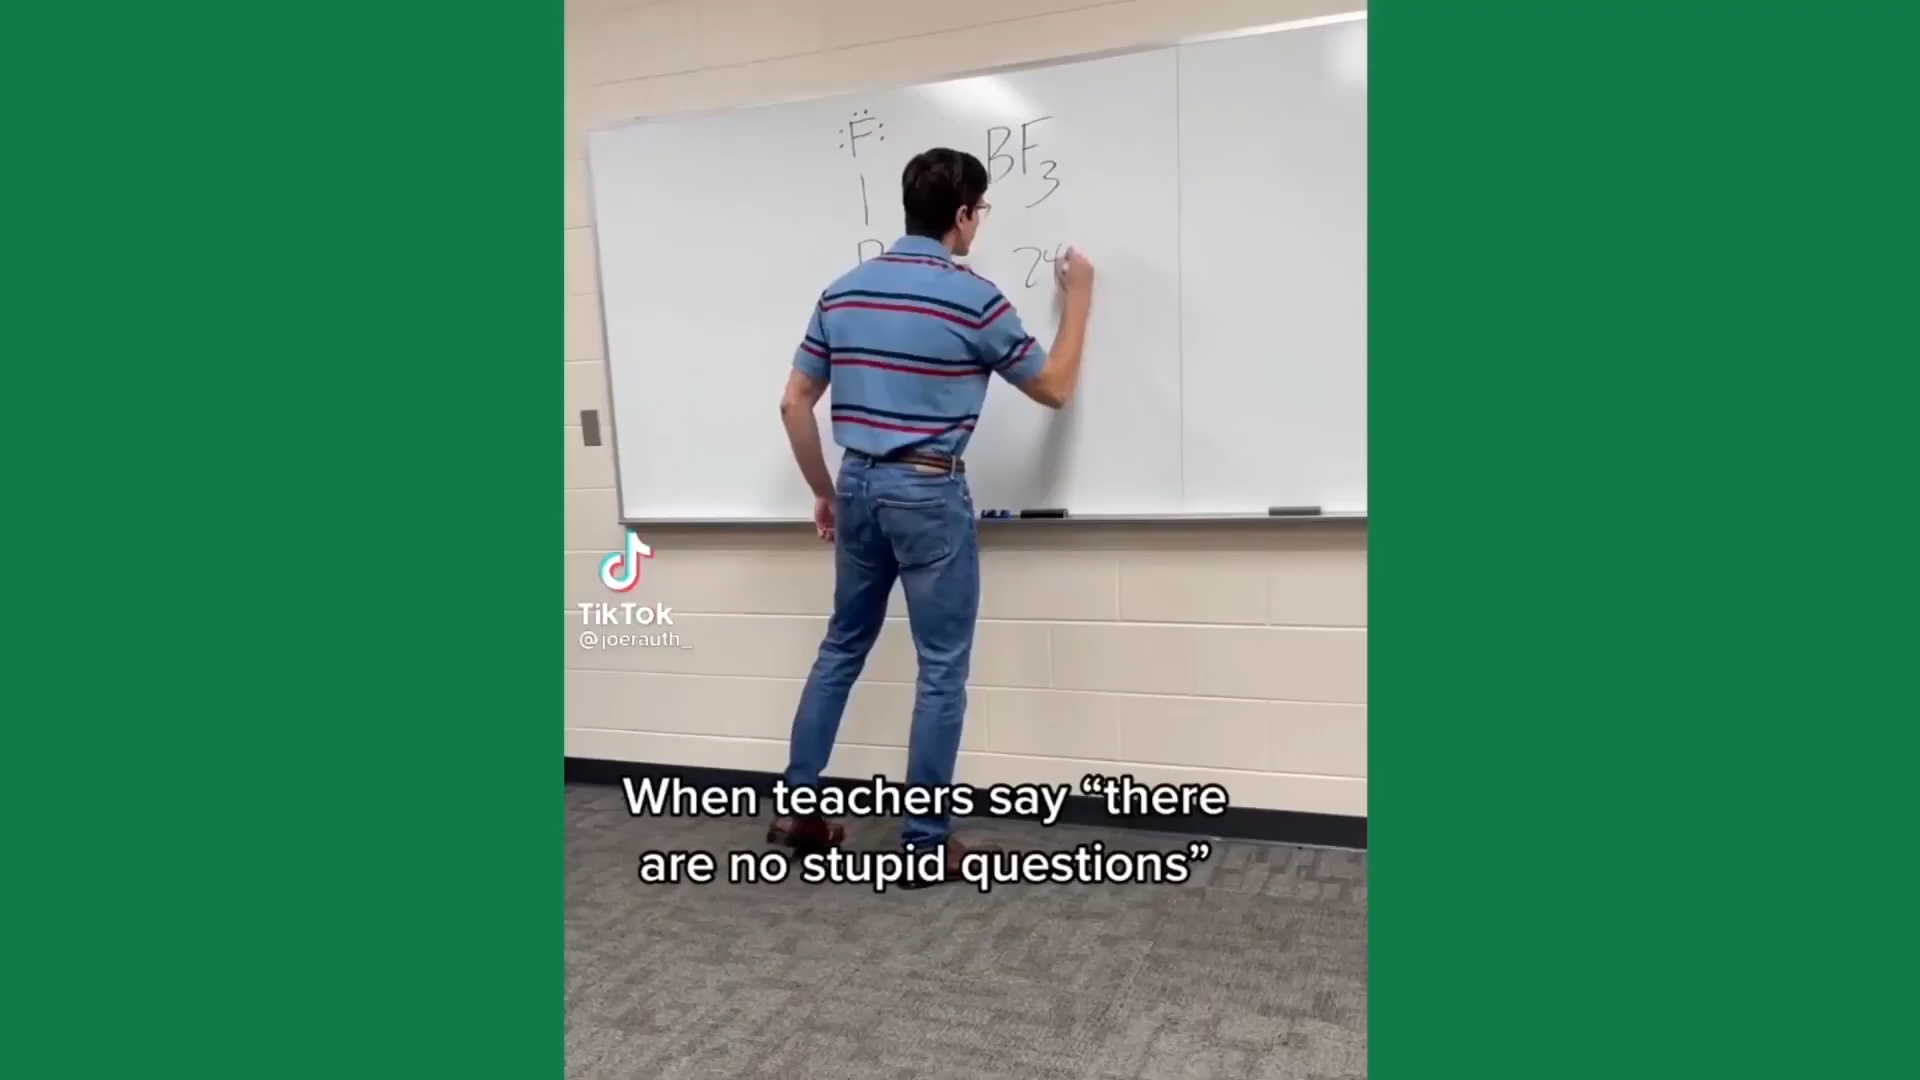 :F:
BF3
24
TikTok
@joerauth_
When teachers say “there
are no stupid questions”